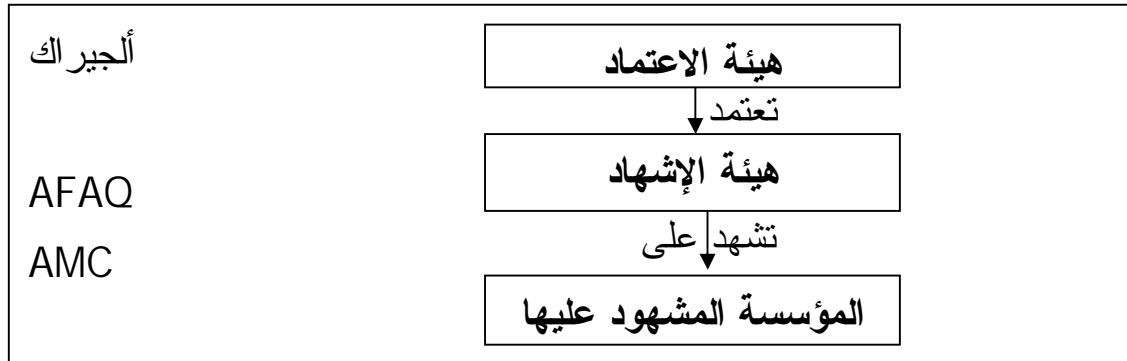 ألجيراك
هيئة الاعتماد
تعتمد
هيئة الإشهاد
AFAQ
تشهد على
AMC
المؤسسة المشهود عليها